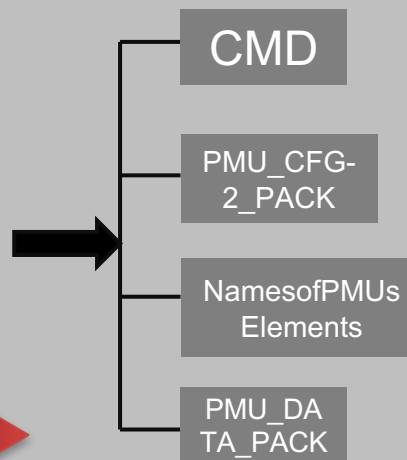 CMD
PMU_CFG-
2_PACK
NamesofPMUs
Elements
PMU_DA
TA_PACK